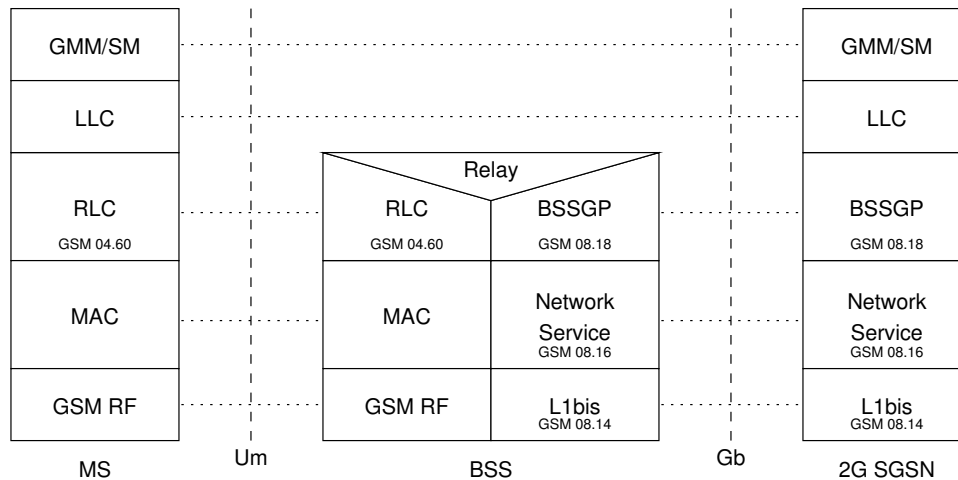 GMM/SM
GMM/SM
LLC
LLC
Relay
RLC
GSM 04.60
RLC
GSM 04.60
BSSGP
GSM 08.18
BSSGP
GSM 08.18
MAC
MAC
Network
Service
GSM 08.16
Network
Service
GSM 08.16
GSM RF
GSM RF
L1bis
GSM 08.14
L1bis
GSM 08.14
MS
Um
BSS
Gb
2G SGSN